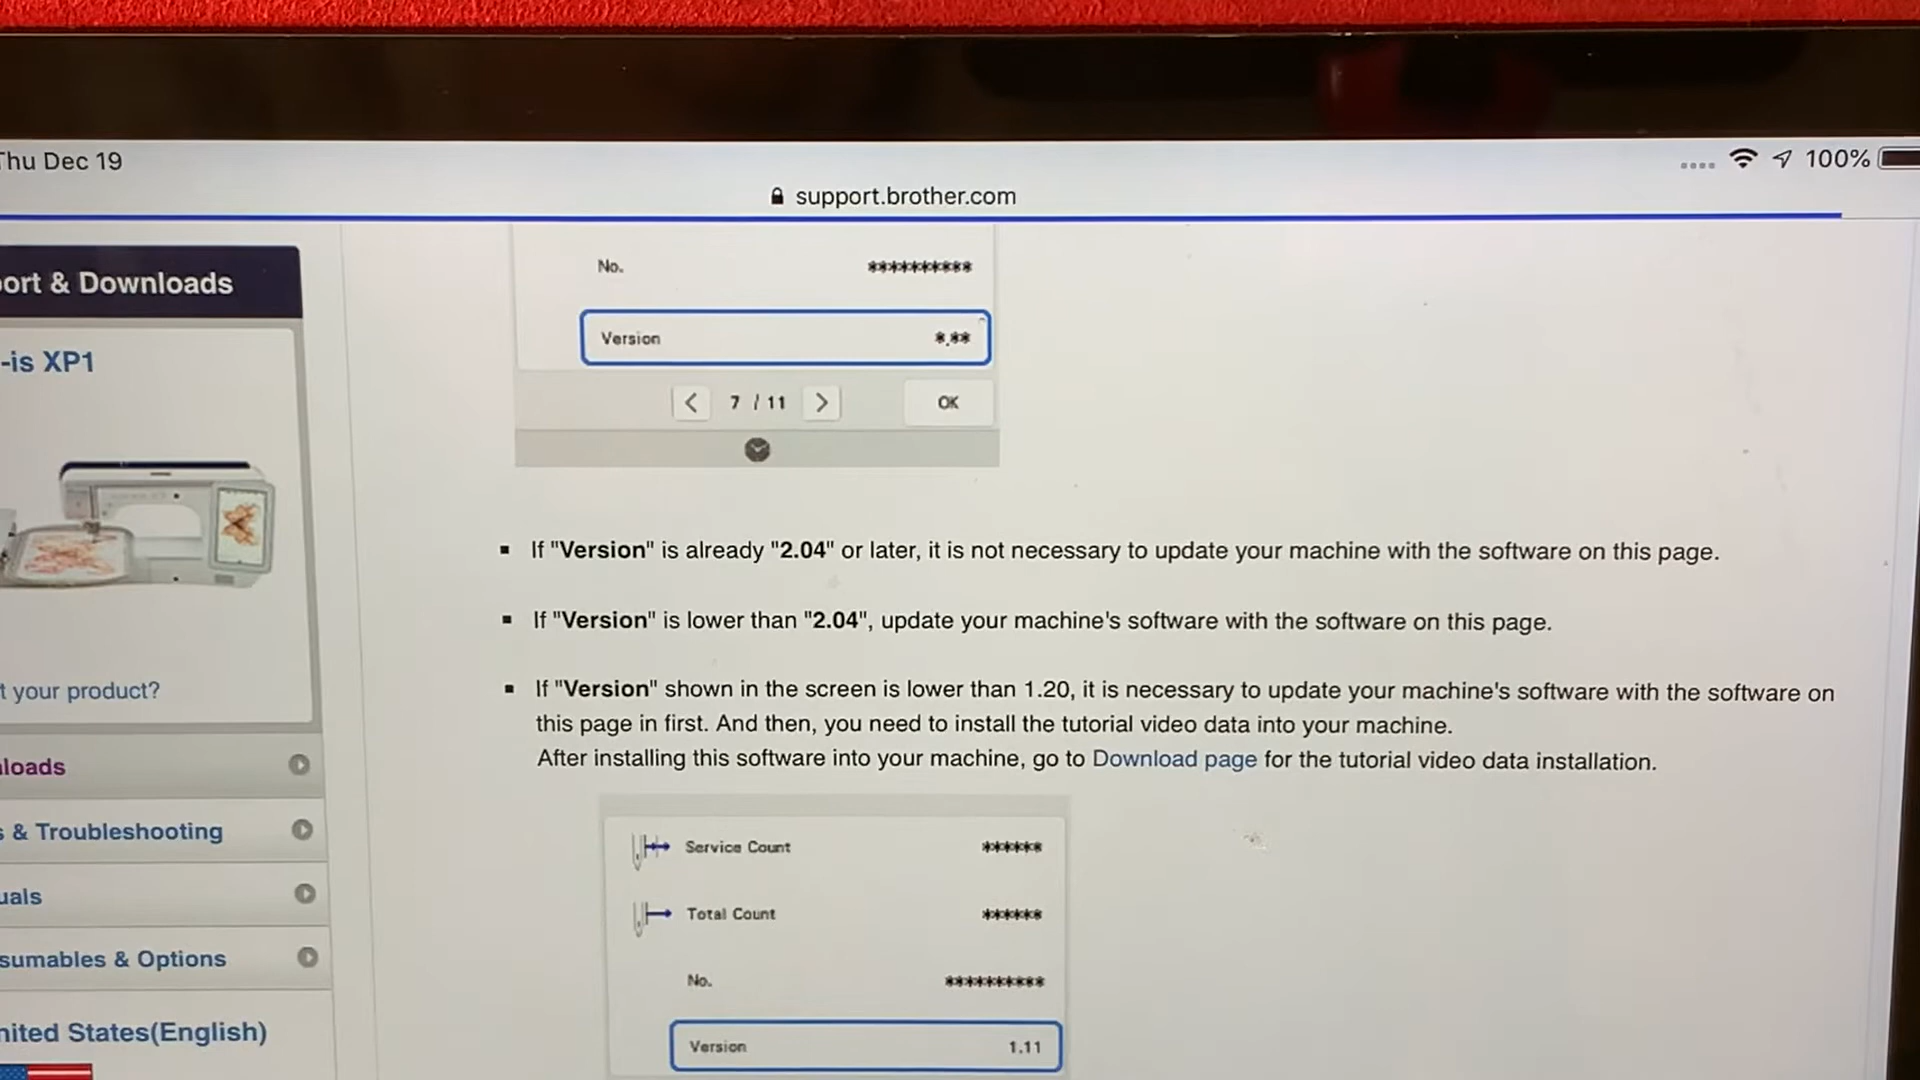 Thu Dec 19
100%
support.brother.com
ort & Downloads
-is XP1
t your product?
loads
s & Troubleshooting
uals
sumables & Options
nited States(English)
No. **********
Version *.**
7 / 11
OK
If "Version" is already "2.04" or later, it is not necessary to update your machine with the software on this page.
If "Version" is lower than "2.04", update your machine's software with the software on this page.
If "Version" shown in the screen is lower than 1.20, it is necessary to update your machine's software with the software on
this page in first. And then, you need to install the tutorial video data into your machine.
After installing this software into your machine, go to Download page for the tutorial video data installation.
Service Count ******
Total Count ******
No. **********
Version 1.11